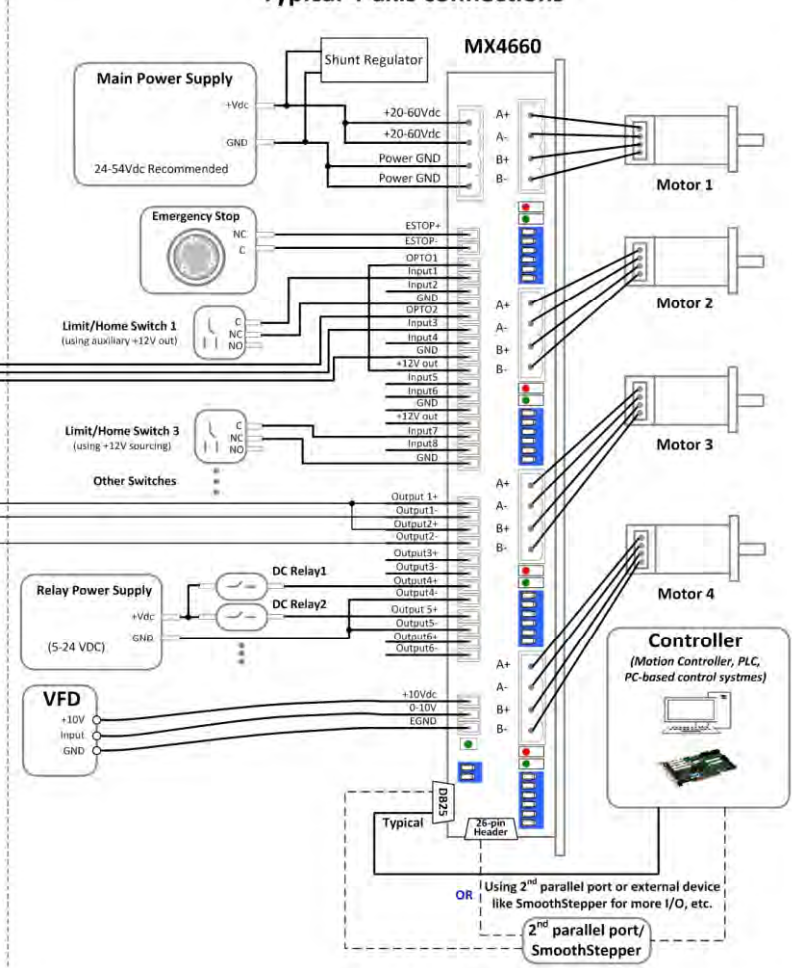 MX4660
Shunt Regulator
Main Power Supply
+Vdc
GND
24-54Vdc Recommended
+20-60Vdc
+20-60Vdc
Power GND
Power GND
A+
A-
B+
B-
Motor 1
Emergency Stop
NC
C
ESTOP+
ESTOP-
OPTO1
Input1
Input2
GND
OPTO2
Input3
Input4
GND
+12V out
Input5
Input6
GND
+12V out
Input7
Input8
GND
Limit/Home Switch 1
(using auxiliary +12V out)
C
NC
NO
A+
A-
B+
B-
Motor 2
Limit/Home Switch 3
(using +12V sourcing)
C
NC
NO
Other Switches
A+
A-
B+
B-
Motor 3
Output 1+
Output1-
Output2+
Output2-
Output3+
Output3-
Output4+
Output4-
Output 5+
Output5-
Output6+
Output6-
DC Relay1
DC Relay2
Relay Power Supply
+Vdc
GND
(5-24 VDC)
A+
A-
B+
B-
Motor 4
VFD
+10V
Input
GND
+10Vdc
0-10V
EGND
Controller
(Motion Controller, PLC,
PC-based control systmes)
DB25
Typical
26-pin
Header
OR
Using 2nd parallel port or external device
like SmoothStepper for more I/O, etc.
2nd parallel port/
SmoothStepper